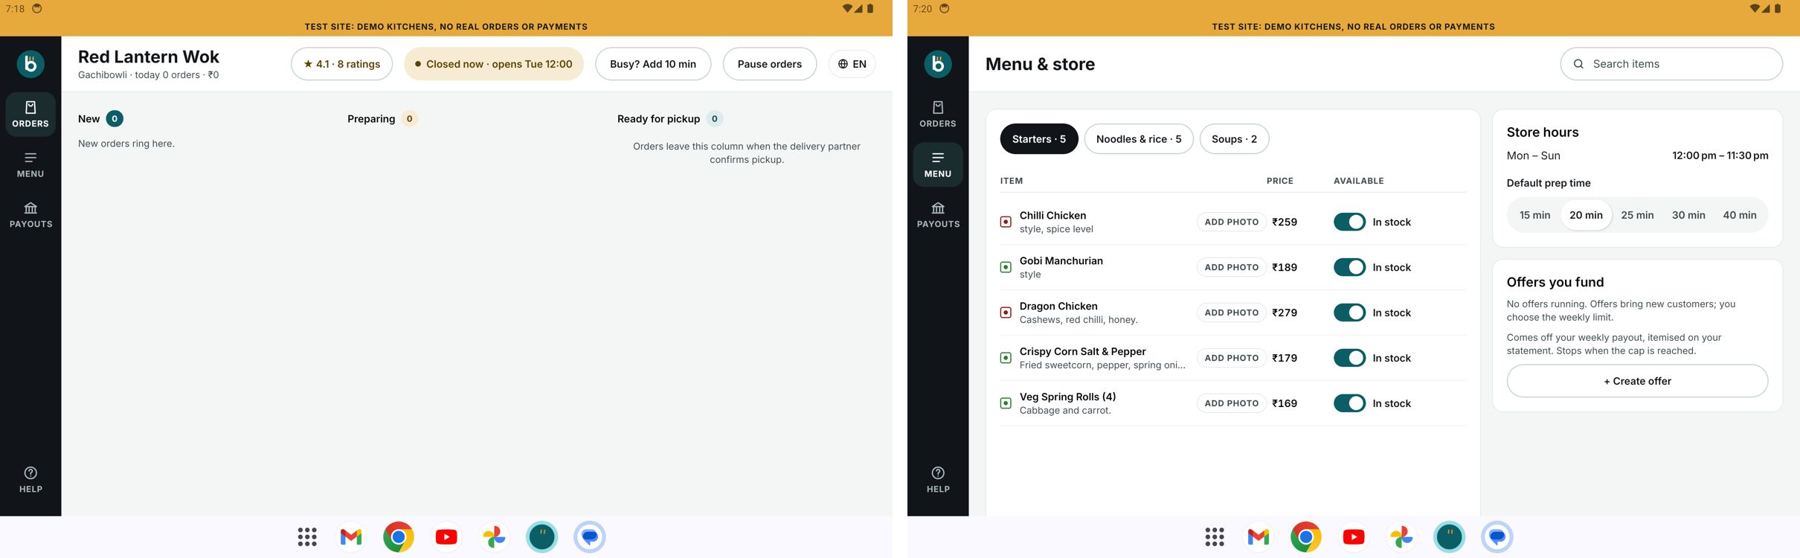 7:18
TEST SITE: DEMO KITCHENS, NO REAL ORDERS OR PAYMENTS
b
Red Lantern Wok
Gachibowli · today 0 orders · ₹0
★ 4.1 · 8 ratings
Closed now · opens Tue 12:00
Busy? Add 10 min
Pause orders
EN
ORDERS
MENU
PAYOUTS
HELP
New 0
New orders ring here.
Preparing 0
Ready for pickup 0
Orders leave this column when the delivery partner
confirms pickup.
7:20
TEST SITE: DEMO KITCHENS, NO REAL ORDERS OR PAYMENTS
b
Menu & store
Search items
ORDERS
MENU
PAYOUTS
HELP
Starters · 5
Noodles & rice · 5
Soups · 2
ITEM PRICE AVAILABLE
Chilli Chicken
style, spice level
ADD PHOTO ₹259 In stock
Gobi Manchurian
style
ADD PHOTO ₹189 In stock
Dragon Chicken
Cashews, red chilli, honey.
ADD PHOTO ₹279 In stock
Crispy Corn Salt & Pepper
Fried sweetcorn, pepper, spring oni...
ADD PHOTO ₹179 In stock
Veg Spring Rolls (4)
Cabbage and carrot.
ADD PHOTO ₹169 In stock
Store hours
Mon – Sun 12:00 pm – 11:30 pm
Default prep time
15 min 20 min 25 min 30 min 40 min
Offers you fund
No offers running. Offers bring new customers; you
choose the weekly limit.
Comes off your weekly payout, itemised on your
statement. Stops when the cap is reached.
+ Create offer